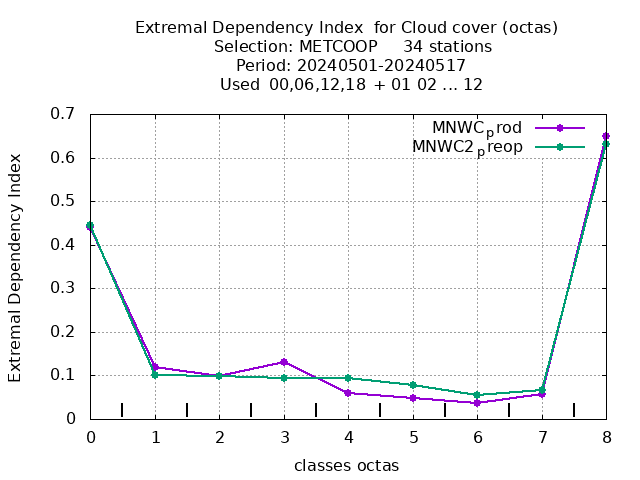 Extremal Dependency Index  for Cloud cover (octas)
Selection: METCOOP     34 stations
Period: 20240501-20240517
Used  00,06,12,18  + 01 02 ... 12
MNWCprod
MNWC2preop
Extremal Dependency Index
0.7
0.6
0.5
0.4
0.3
0.2
0.1
0
0 1 2 3 4 5 6 7 8
classes octas